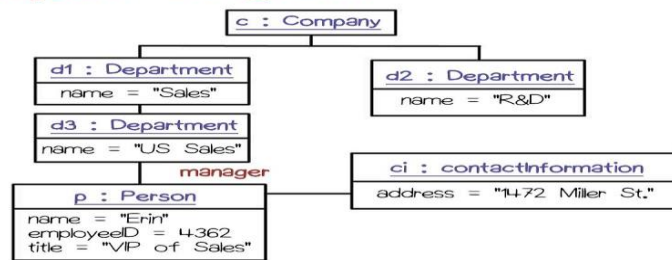 c : Company
d1 : Department
name = "Sales"
d2 : Department
name = "R&D"
d3 : Department
name = "US Sales"
manager
p : Person
name = "Erin"
employeeID = 4362
title = "VIP of Sales"
ci : contactInformation
address = "1472 Miller St."